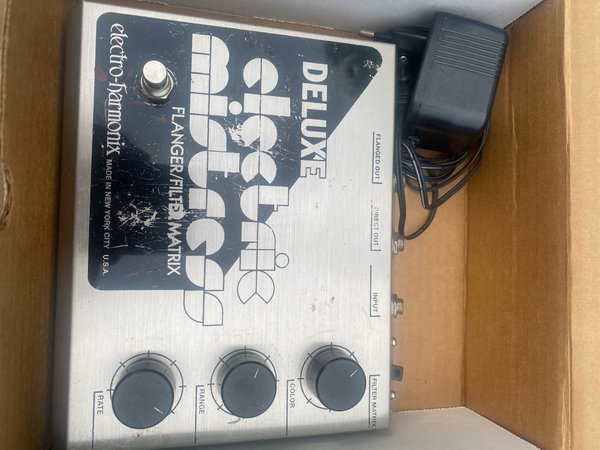 DELUXE
electric
mistress
FLANGER/FILTER MATRIX
electro-harmonix MADE IN NEW YORK CITY U.S.A.
FLANGED OUT
DIRECT OUT
INPUT
FILTER MATRIX
COLOR
RANGE
RATE